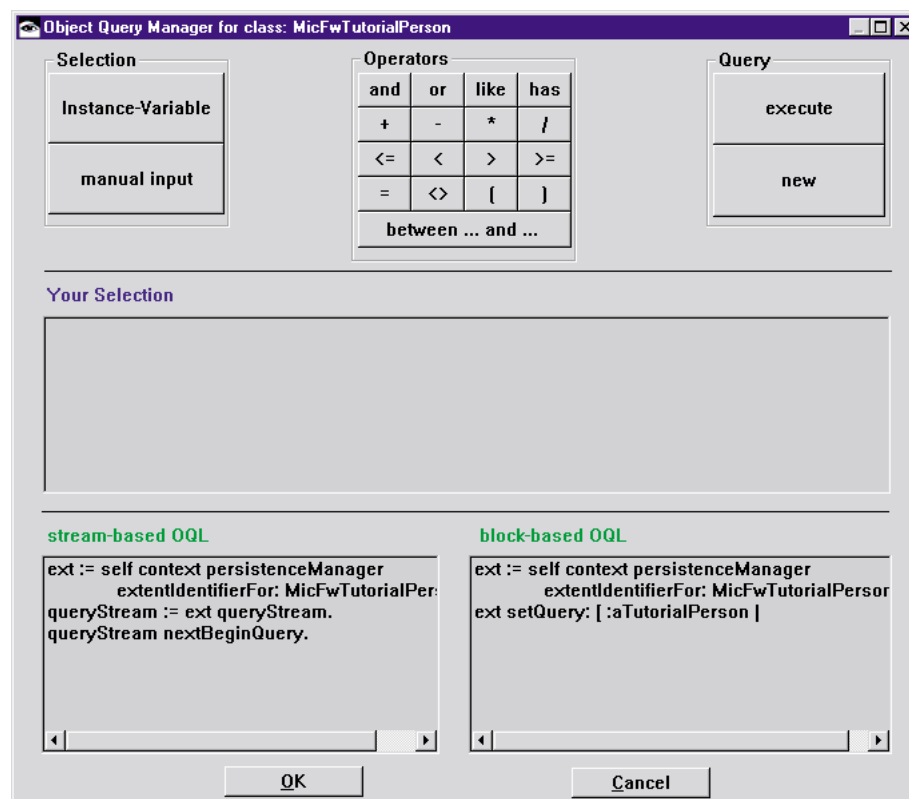 Object Query Manager for class: MicFwTutorialPerson
Selection
Instance-Variable
manual input
Operators
and or like has
+ - * /
<= < > >=
= <> ( )
between ... and ...
Query
execute
new
Your Selection
stream-based OQL
ext := self context persistenceManager
extentIdentifierFor: MicFwTutorialPer
queryStream := ext queryStream.
queryStream nextBeginQuery.
block-based OQL
ext := self context persistenceManager
extentIdentifierFor: MicFwTutorialPerson
ext setQuery: [ :aTutorialPerson |
OK
Cancel